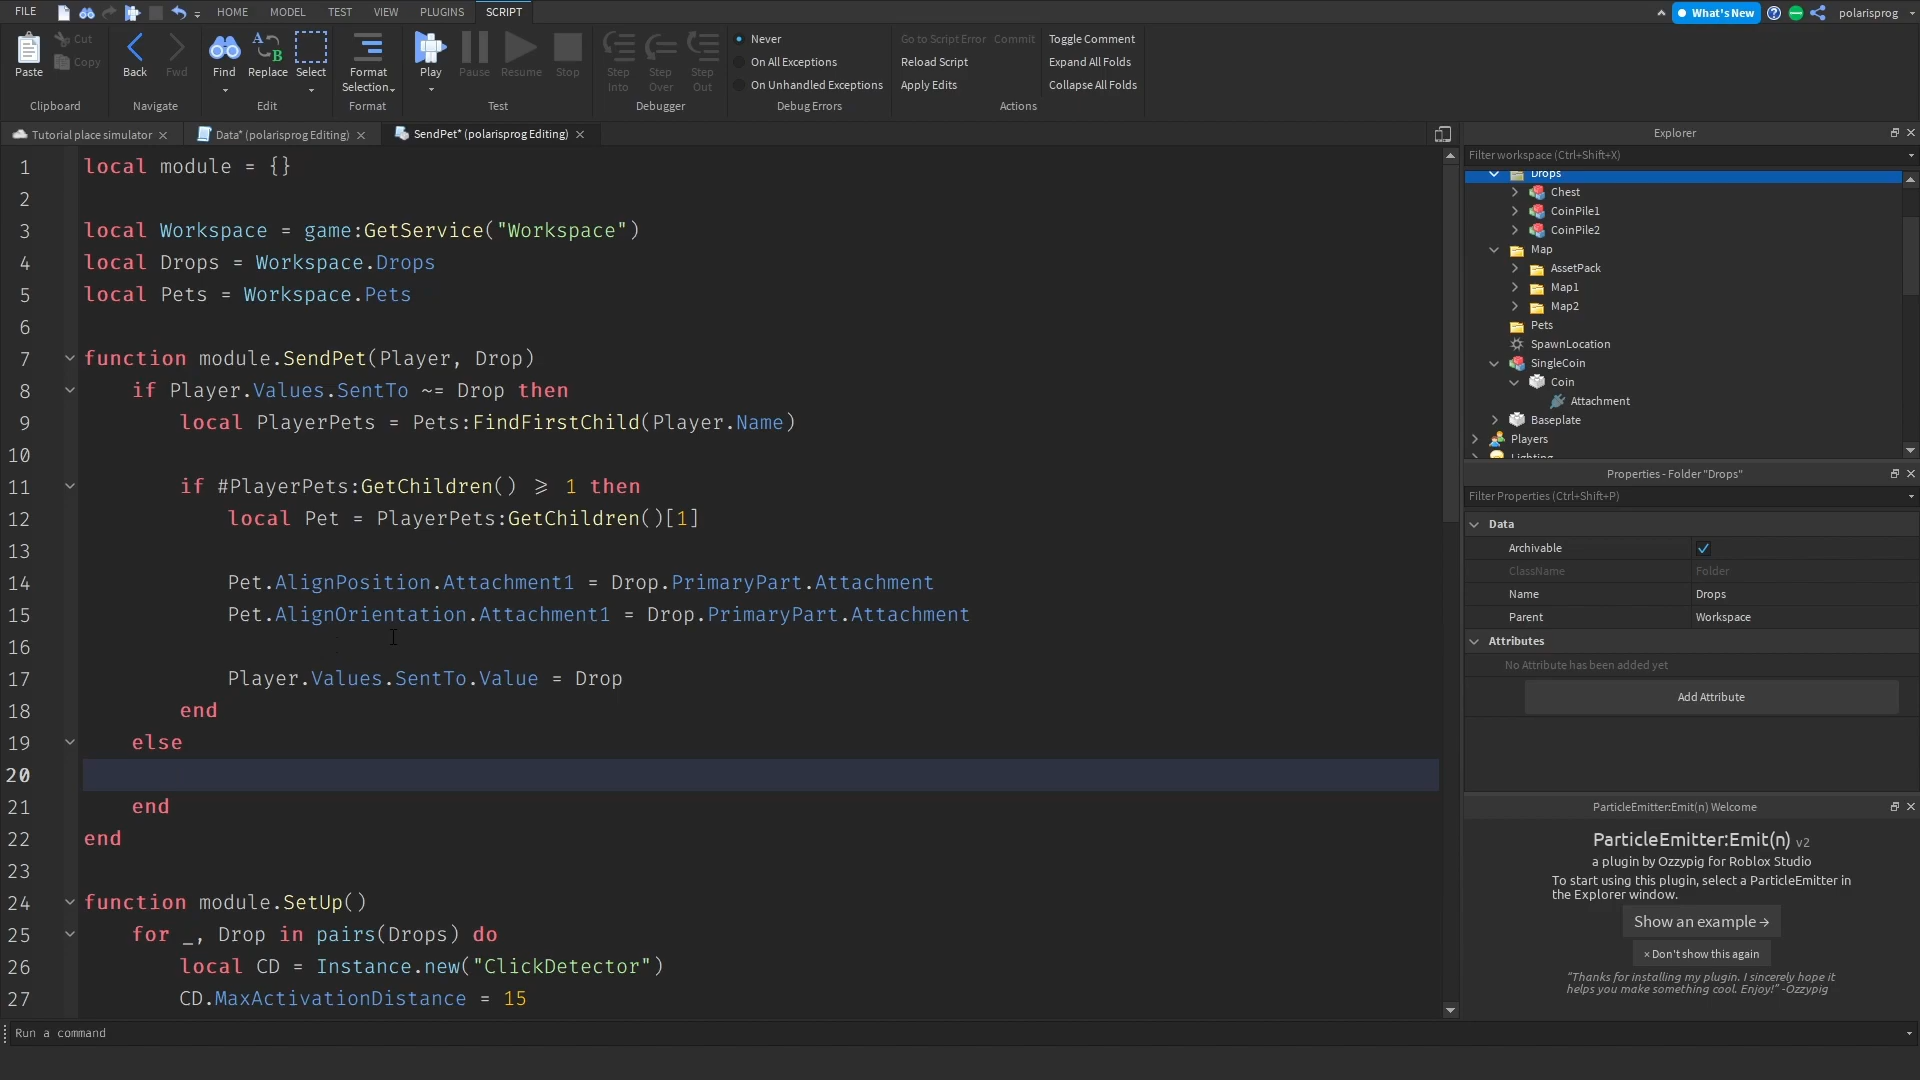 FILE HOME MODEL TEST VIEW PLUGINS SCRIPT What's New polarisprog
Paste Cut Copy Back Fwd Find Replace Select Format Selection Play Pause Resume Stop Step Into Step Over Step Out
Never
On All Exceptions
On Unhandled Exceptions
Go to Script Error Commit
Reload Script
Apply Edits
Toggle Comment
Expand All Folds
Collapse All Folds
Clipboard Navigate Edit Format Test Debugger Debug Errors Actions
Tutorial place simulator Data* (polarisprog Editing) SendPet* (polarisprog Editing)
1 local module = {}
2
3 local Workspace = game:GetService("Workspace")
4 local Drops = Workspace.Drops
5 local Pets = Workspace.Pets
6
7 function module.SendPet(Player, Drop)
8 if Player.Values.SentTo ~= Drop then
9 local PlayerPets = Pets:FindFirstChild(Player.Name)
10
11 if #PlayerPets:GetChildren() ⩾ 1 then
12 local Pet = PlayerPets:GetChildren()[1]
13
14 Pet.AlignPosition.Attachment1 = Drop.PrimaryPart.Attachment
15 Pet.AlignOrientation.Attachment1 = Drop.PrimaryPart.Attachment
16
17 Player.Values.SentTo.Value = Drop
18 end
19 else
20
21 end
22 end
23
24 function module.SetUp()
25 for _, Drop in pairs(Drops) do
26 local CD = Instance.new("ClickDetector")
27 CD.MaxActivationDistance = 15
Run a command
Explorer
Filter workspace (Ctrl+Shift+X)
Drops
Chest
CoinPile1
CoinPile2
Map
AssetPack
Map1
Map2
Pets
SpawnLocation
SingleCoin
Coin
Attachment
Baseplate
Players
Lighting
Properties - Folder "Drops"
Filter Properties (Ctrl+Shift+P)
Data
Archivable
ClassName Folder
Name Drops
Parent Workspace
Attributes
No Attribute has been added yet
Add Attribute
ParticleEmitter:Emit(n) Welcome
ParticleEmitter:Emit(n) v2
a plugin by Ozzypig for Roblox Studio
To start using this plugin, select a ParticleEmitter in
the Explorer window.
Show an example →
× Don't show this again
"Thanks for installing my plugin. I sincerely hope it
helps you make something cool. Enjoy!" -Ozzypig